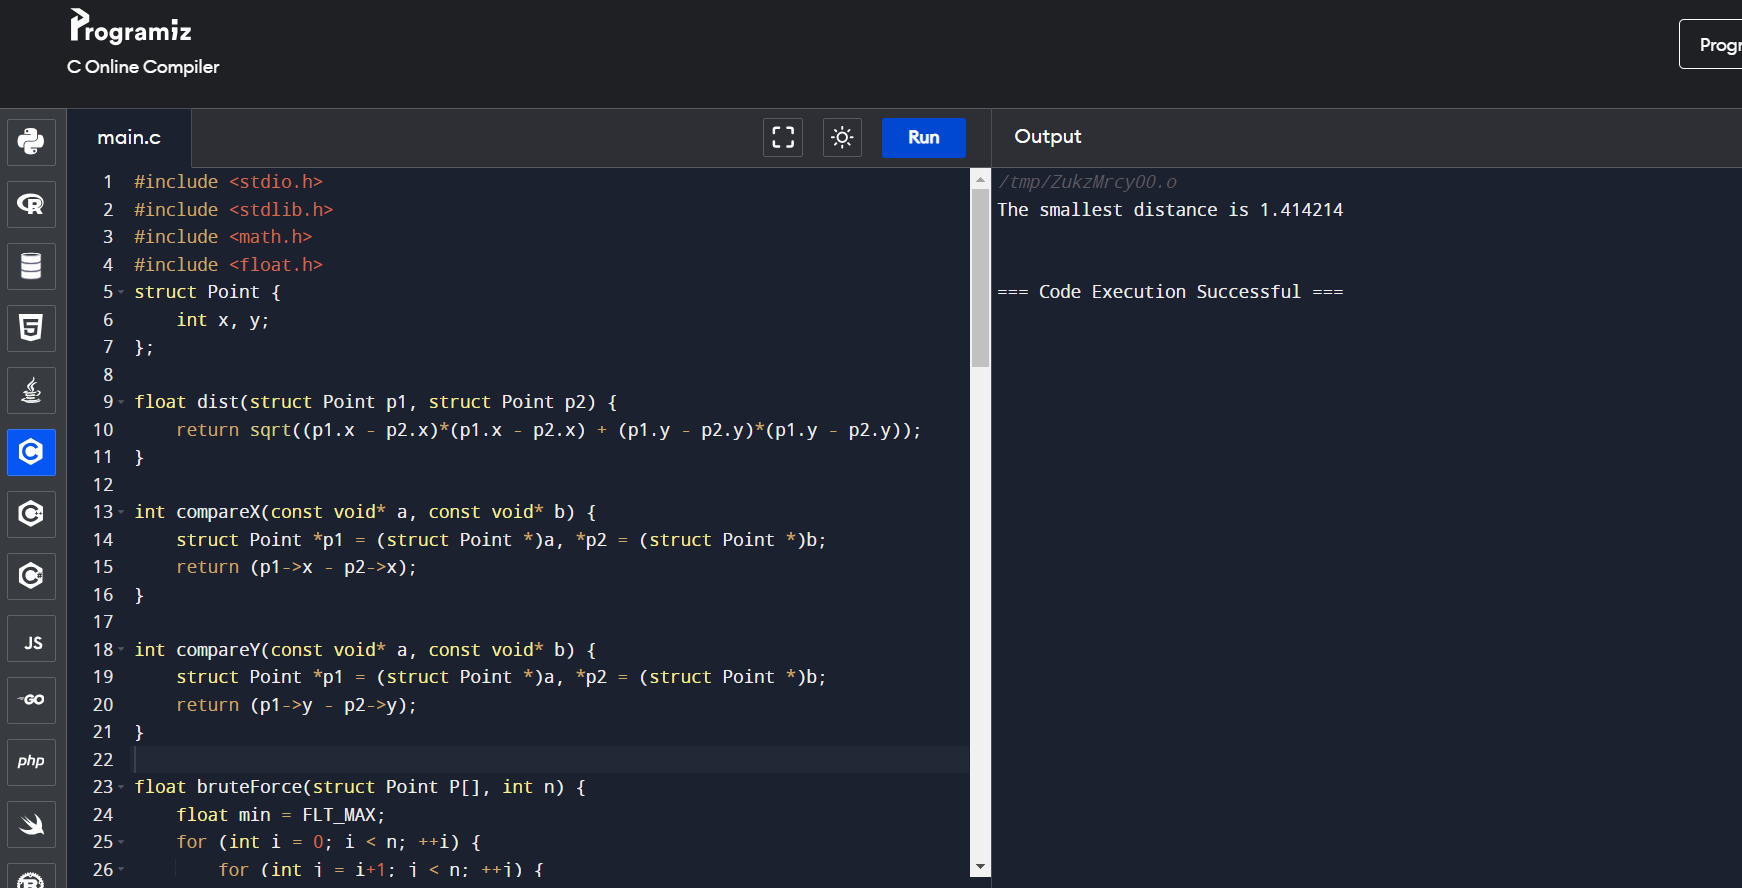 Programiz
C Online Compiler
Progr
main.c
Run
Output
1 #include <stdio.h>
2 #include <stdlib.h>
3 #include <math.h>
4 #include <float.h>
5 struct Point {
6     int x, y;
7 };
8
9 float dist(struct Point p1, struct Point p2) {
10     return sqrt((p1.x - p2.x)*(p1.x - p2.x) + (p1.y - p2.y)*(p1.y - p2.y));
11 }
12
13 int compareX(const void* a, const void* b) {
14     struct Point *p1 = (struct Point *)a, *p2 = (struct Point *)b;
15     return (p1->x - p2->x);
16 }
17
18 int compareY(const void* a, const void* b) {
19     struct Point *p1 = (struct Point *)a, *p2 = (struct Point *)b;
20     return (p1->y - p2->y);
21 }
22
23 float bruteForce(struct Point P[], int n) {
24     float min = FLT_MAX;
25     for (int i = 0; i < n; ++i) {
26         for (int j = i+1; j < n; ++j) {
/tmp/ZukzMrcyOO.o
The smallest distance is 1.414214
=== Code Execution Successful ===
R
5
C
C
C
JS
GO
php
R